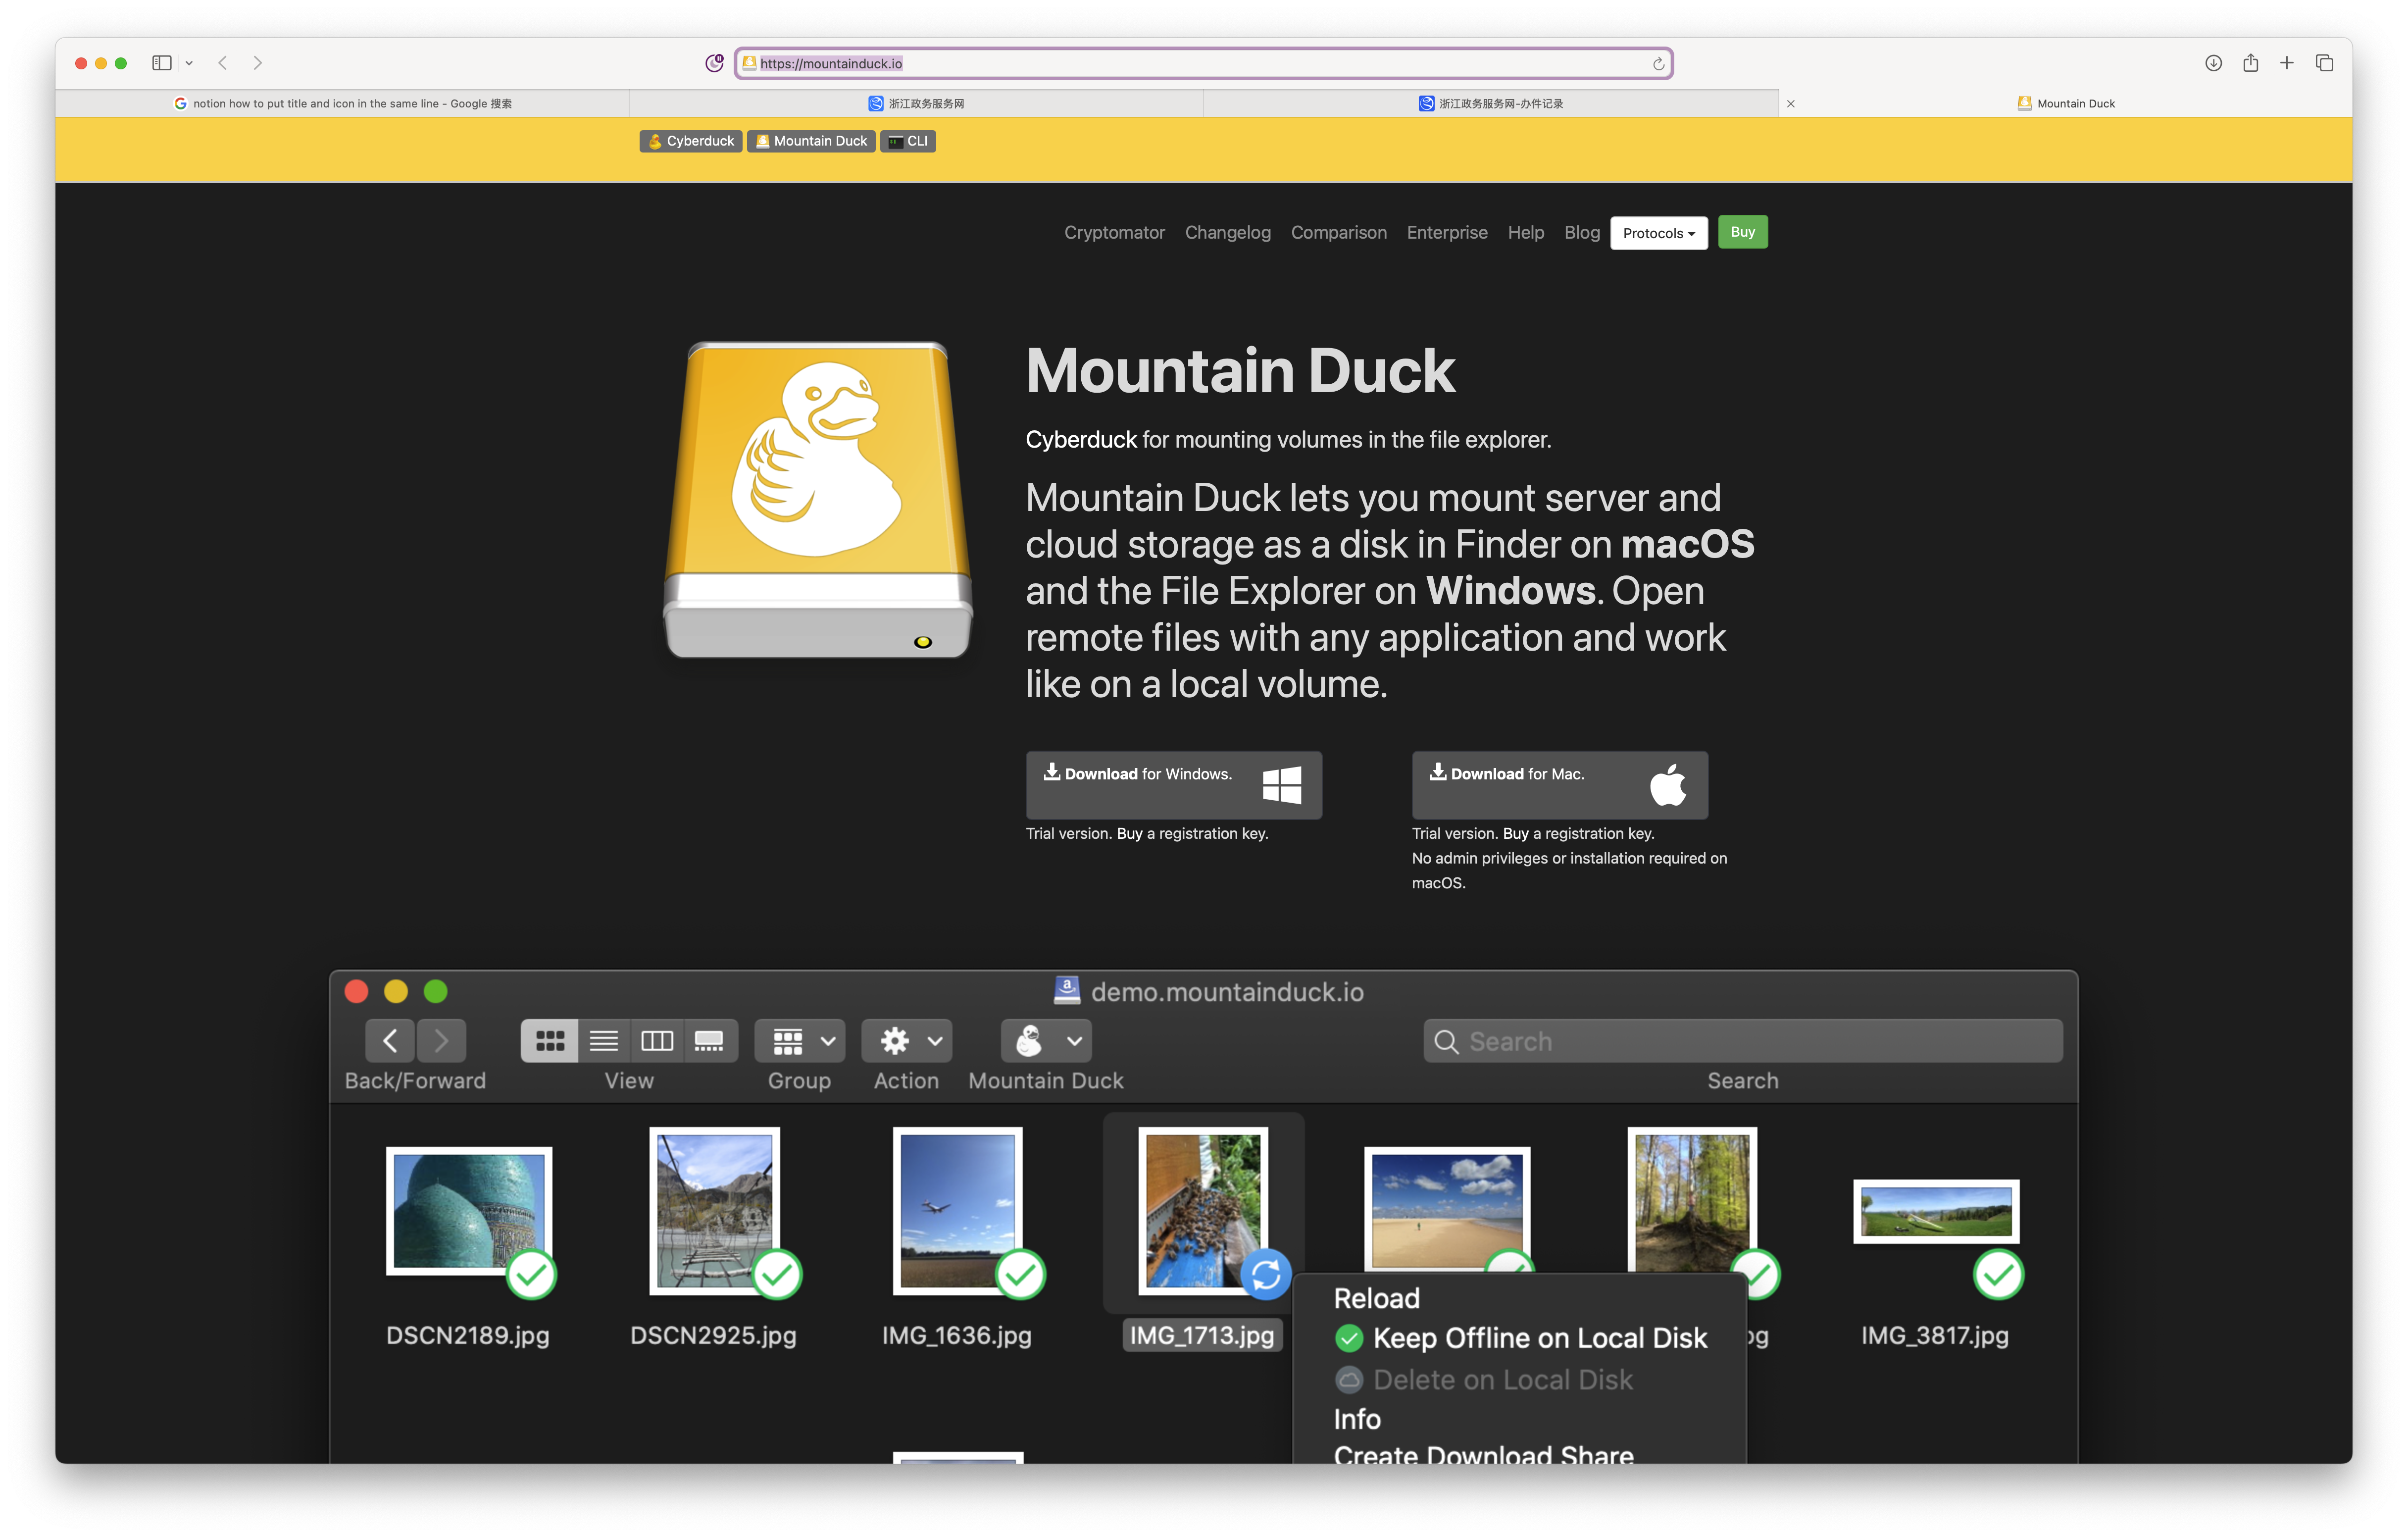 https://mountainduck.io
notion how to put title and icon in the same line - Google 搜索
浙江政务服务网
浙江政务服务网-办件记录
Mountain Duck
Cyberduck
Mountain Duck
CLI
Cryptomator
Changelog
Comparison
Enterprise
Help
Blog
Protocols
Buy
Mountain Duck
Cyberduck for mounting volumes in the file explorer.
Mountain Duck lets you mount server and
cloud storage as a disk in Finder on macOS
and the File Explorer on Windows. Open
remote files with any application and work
like on a local volume.
Download for Windows.
Trial version. Buy a registration key.
Download for Mac.
Trial version. Buy a registration key.
No admin privileges or installation required on
macOS.
demo.mountainduck.io
Search
Back/Forward
View
Group
Action
Mountain Duck
Search
DSCN2189.jpg
DSCN2925.jpg
IMG_1636.jpg
IMG_1713.jpg
IMG_3817.jpg
Reload
Keep Offline on Local Disk
Delete on Local Disk
Info
Create Download Share